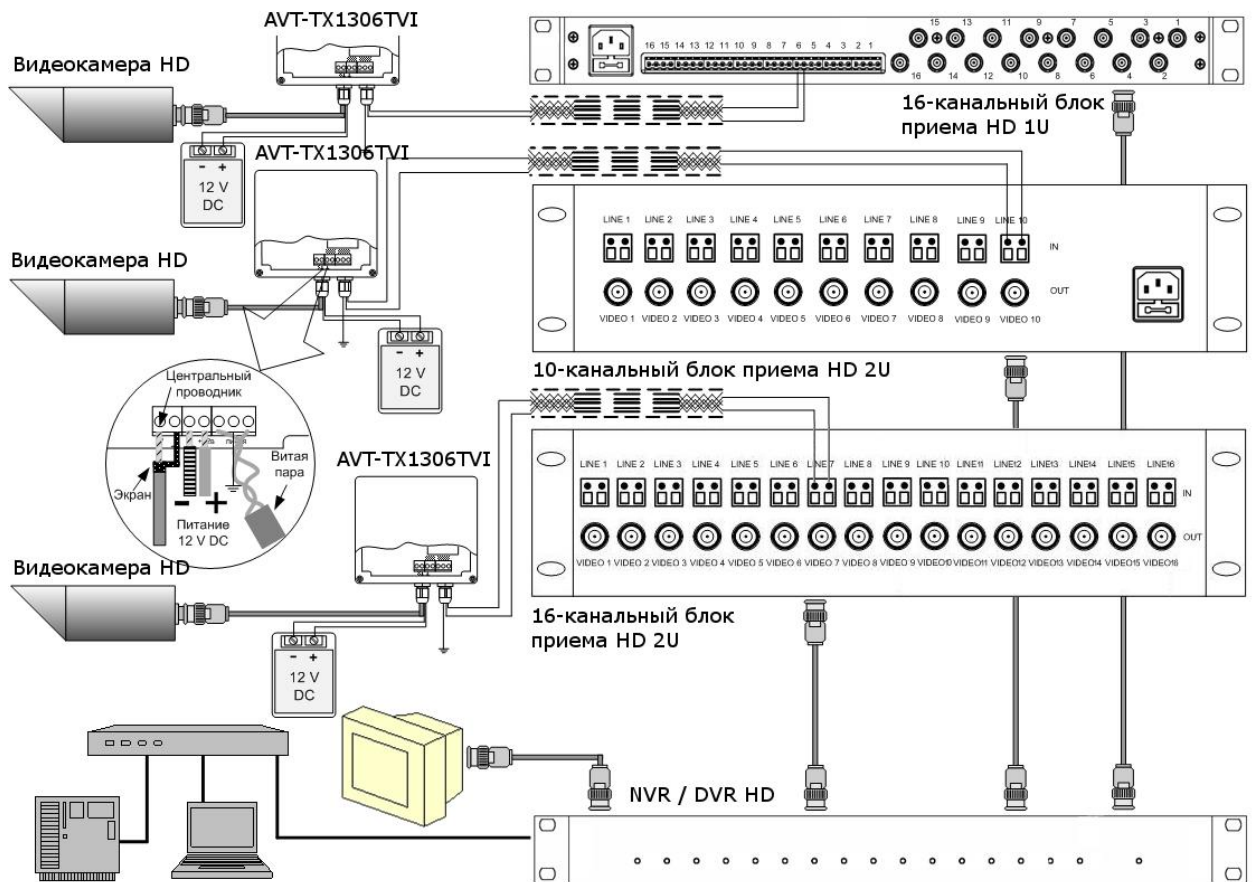 AVT-TX1306TVI
Видеокамера HD
- +
12 V
DC
16 15 14 13 12 11 10 9 8 7 6 5 4 3 2 1
15 13 11 9 7 5 3 1
16 14 12 10 8 6 4 2
16-канальный блок
приема HD 1U
AVT-TX1306TVI
Видеокамера HD
- +
12 V
DC
LINE 1 LINE 2 LINE 3 LINE 4 LINE 5 LINE 6 LINE 7 LINE 8 LINE 9 LINE 10
IN
OUT
VIDEO 1 VIDEO 2 VIDEO 3 VIDEO 4 VIDEO 5 VIDEO 6 VIDEO 7 VIDEO 8 VIDEO 9 VIDEO 10
10-канальный блок приема HD 2U
Центральный
проводник
Экран
Витая
пара
- +
Питание
12 V DC
AVT-TX1306TVI
Видеокамера HD
- +
12 V
DC
LINE 1 LINE 2 LINE 3 LINE 4 LINE 5 LINE 6 LINE 7 LINE 8 LINE 9 LINE 10 LINE11 LINE12 LINE13 LINE14 LINE15 LINE16
IN
OUT
VIDEO 1 VIDEO 2 VIDEO 3 VIDEO 4 VIDEO 5 VIDEO 6 VIDEO 7 VIDEO 8 VIDEO 9 VIDEO10 VIDEO11 VIDEO12 VIDEO13 VIDEO14 VIDEO15 VIDEO16
16-канальный блок
приема HD 2U
NVR / DVR HD